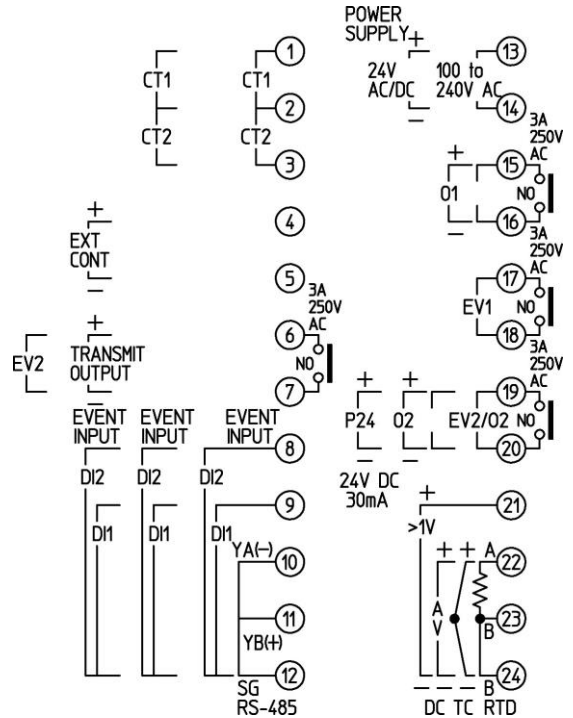 POWER
SUPPLY
+ 24V AC/DC −
100 to 240V AC
1
CT1
CT1
2
CT2
CT2
3
4
+
EXT
CONT
−
5
3A
250V
AC
6
NO
7
EV2
+
TRANSMIT
OUTPUT
−
EVENT
INPUT
EVENT
INPUT
EVENT
INPUT
8
DI2
DI2
DI2
9
DI1
DI1
DI1
YA(-)
10
11
YB(+)
12
SG
RS-485
13
14
3A
250V
AC
15
+
O1
−
NO
16
3A
250V
AC
17
EV1
NO
18
3A
250V
AC
19
+
P24
−
+
O2
−
EV2/O2
NO
20
24V DC
30mA
21
+
>1V
+ + A
22
A
V
23
B
24
− − − B
DC TC RTD